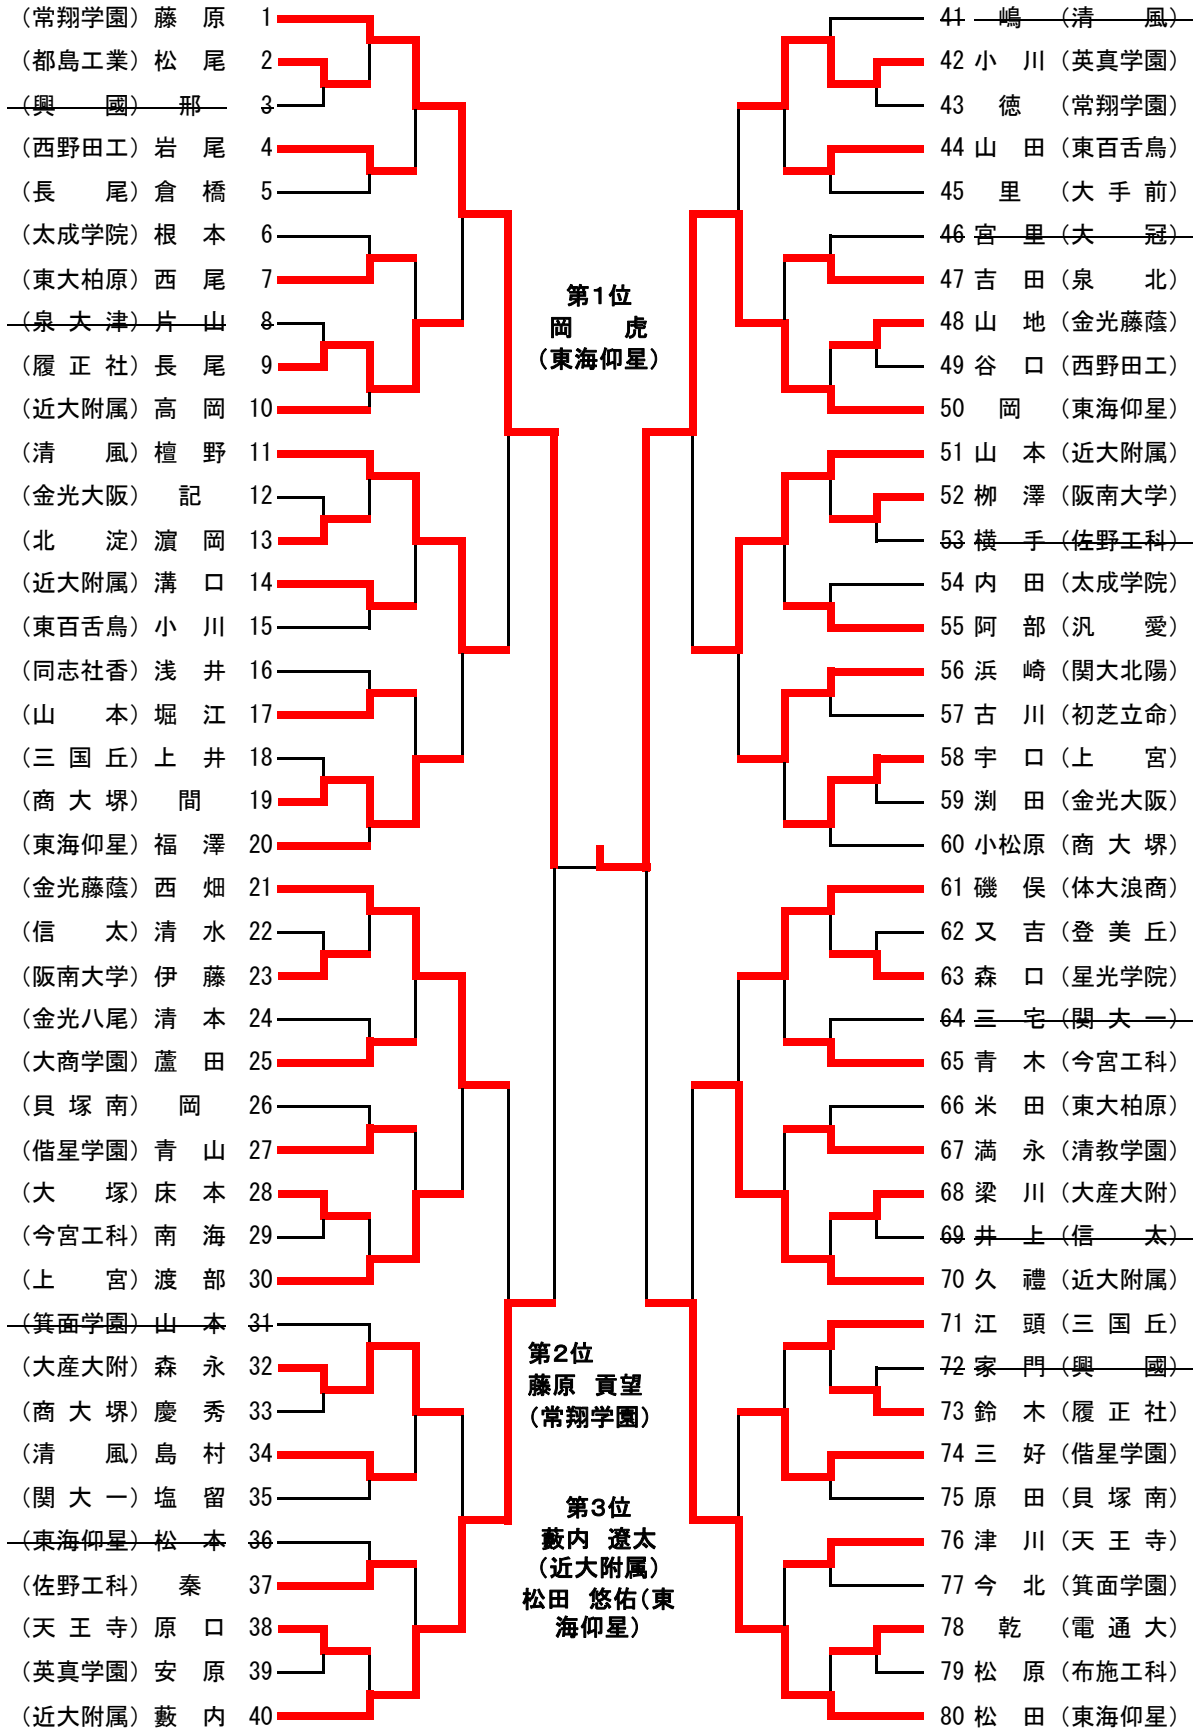 (常翔学園) 藤　原　1
(都島工業) 松　尾　2
(興　　國) 邢　3
(西野田工) 岩　尾　4
(長　　尾) 倉　橋　5
(太成学院) 根　本　6
(東大柏原) 西　尾　7
(泉 大 津) 片　山　8
(履 正 社) 長　尾　9
(近大附属) 高　岡　10
(清　　風) 檀　野　11
(金光大阪) 記　12
(北　　淀) 濵　岡　13
(近大附属) 溝　口　14
(東百舌鳥) 小　川　15
(同志社香) 浅　井　16
(山　　本) 堀　江　17
(三 国 丘) 上　井　18
(商 大 堺) 間　19
(東海仰星) 福　澤　20
(金光藤蔭) 西　畑　21
(信　　太) 清　水　22
(阪南大学) 伊　藤　23
(金光八尾) 清　本　24
(大商学園) 蘆　田　25
(貝 塚 南) 岡　26
(偕星学園) 青　山　27
(大　　塚) 床　本　28
(今宮工科) 南　海　29
(上　　宮) 渡　部　30
(箕面学園) 山　本　31
(大産大附) 森　永　32
(商 大 堺) 慶　秀　33
(清　　風) 島　村　34
(関 大 一) 塩　留　35
(東海仰星) 松　本　36
(佐野工科) 秦　37
(天 王 寺) 原　口　38
(英真学園) 安　原　39
(近大附属) 藪　内　40
第1位
岡　　虎
(東海仰星)
第2位
藤原　貢望
(常翔学園)
第3位
藪内　遼太
(近大附属)
松田　悠佑(東
海仰星)
41　嶋　(清　　風)
42 小　川 (英真学園)
43　徳　(常翔学園)
44 山　田 (東百舌鳥)
45　里　(大 手 前)
46 宮　里 (大　　冠)
47 吉　田 (泉　　北)
48 山　地 (金光藤蔭)
49 谷　口 (西野田工)
50　岡　(東海仰星)
51 山　本 (近大附属)
52 栁　澤 (阪南大学)
53 横　手 (佐野工科)
54 内　田 (太成学院)
55 阿　部 (汎　　愛)
56 浜　崎 (関大北陽)
57 古　川 (初芝立命)
58 宇　口 (上　　宮)
59 渕　田 (金光大阪)
60 小松原 (商 大 堺)
61 磯　俣 (体大浪商)
62 又　吉 (登 美 丘)
63 森　口 (星光学院)
64 三　宅 (関 大 一)
65 青　木 (今宮工科)
66 米　田 (東大柏原)
67 満　永 (清教学園)
68 梁　川 (大産大附)
69 井　上 (信　　太)
70 久　禮 (近大附属)
71 江　頭 (三 国 丘)
72 家　門 (興　　國)
73 鈴　木 (履 正 社)
74 三　好 (偕星学園)
75 原　田 (貝 塚 南)
76 津　川 (天 王 寺)
77 今　北 (箕面学園)
78　乾　(電 通 大)
79 松　原 (布施工科)
80 松　田 (東海仰星)